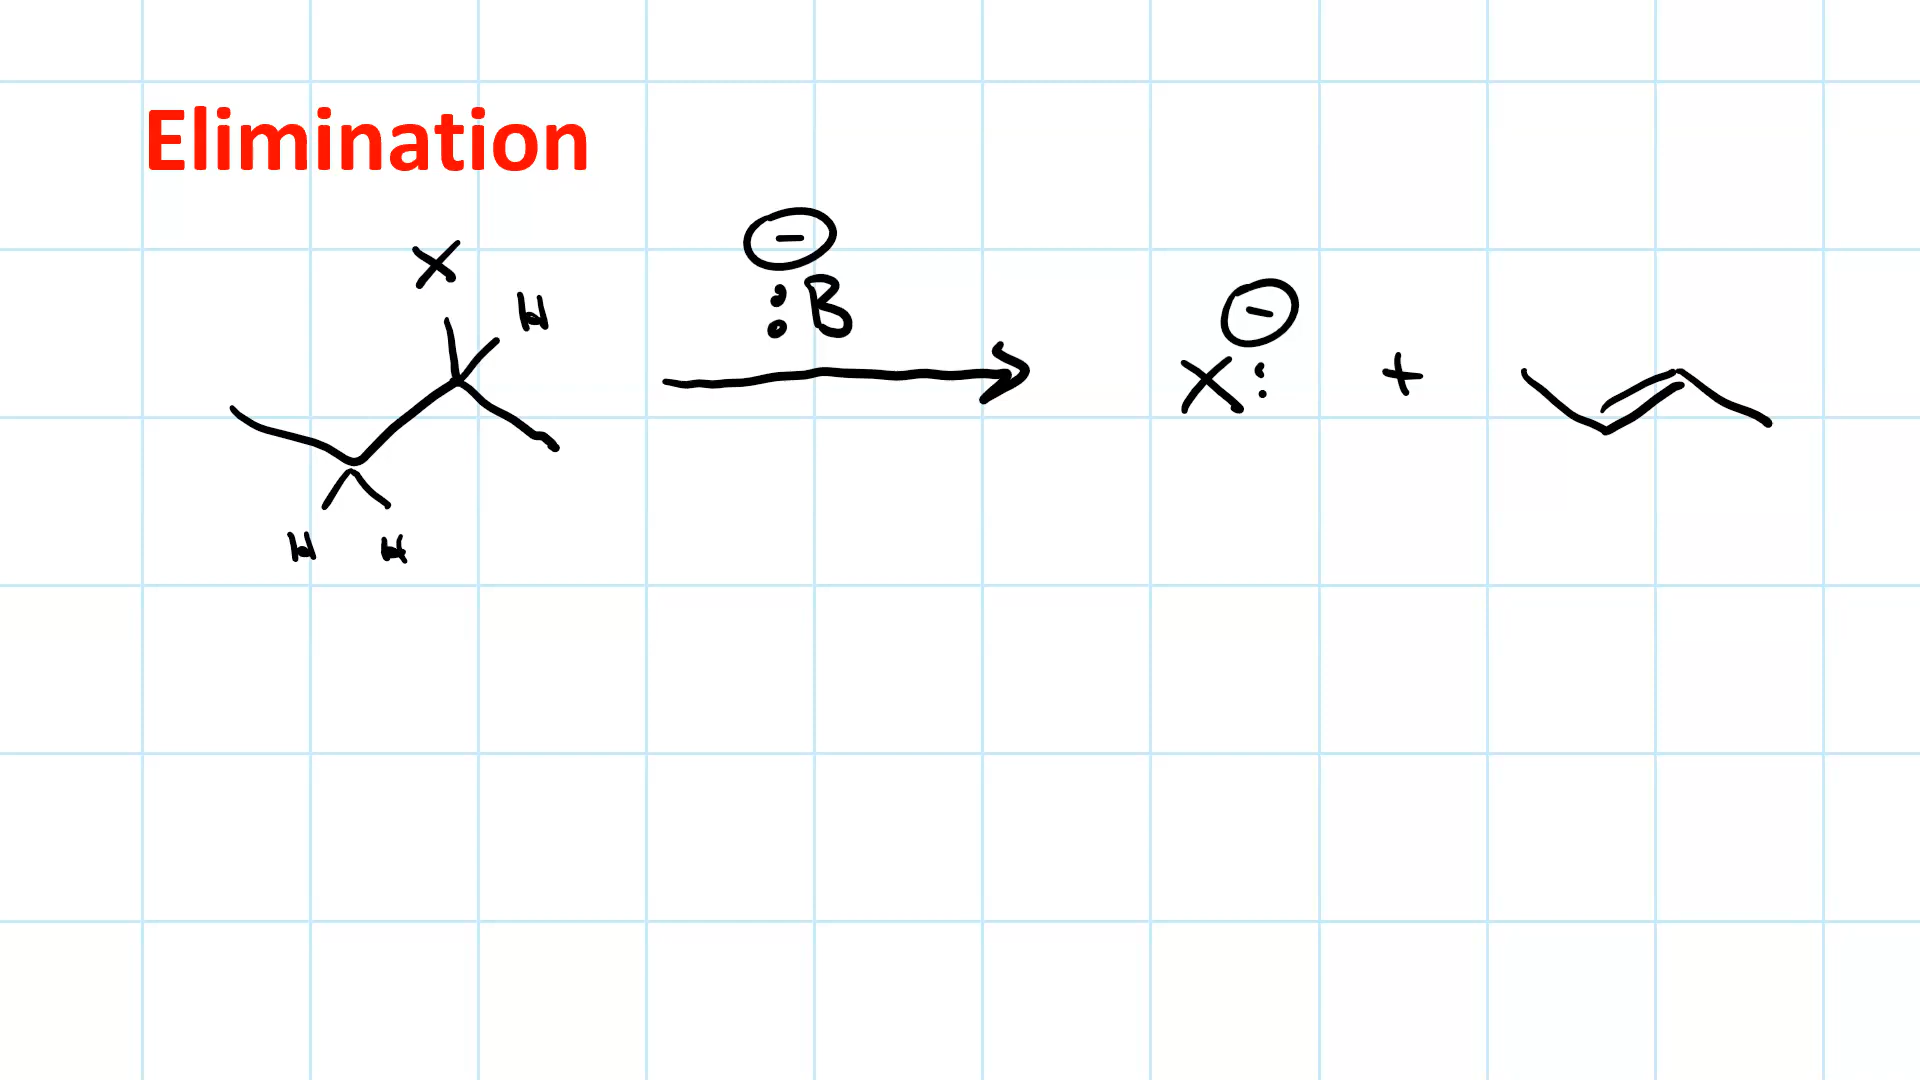 Elimination
X H
⊖
:B
⊖
X: +
H H